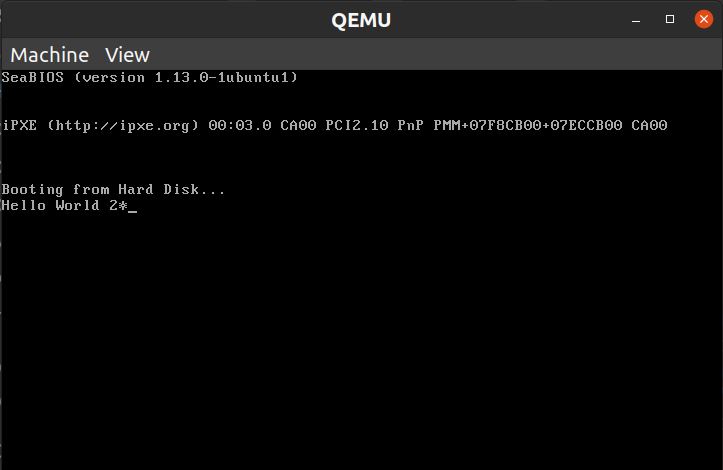 QEMU
Machine View
SeaBIOS (version 1.13.0-1ubuntu1)
iPXE (http://ipxe.org) 00:03.0 CA00 PCI2.10 PnP PMM+07F8CB00+07ECCB00 CA00
Booting from Hard Disk...
Hello World 2*_